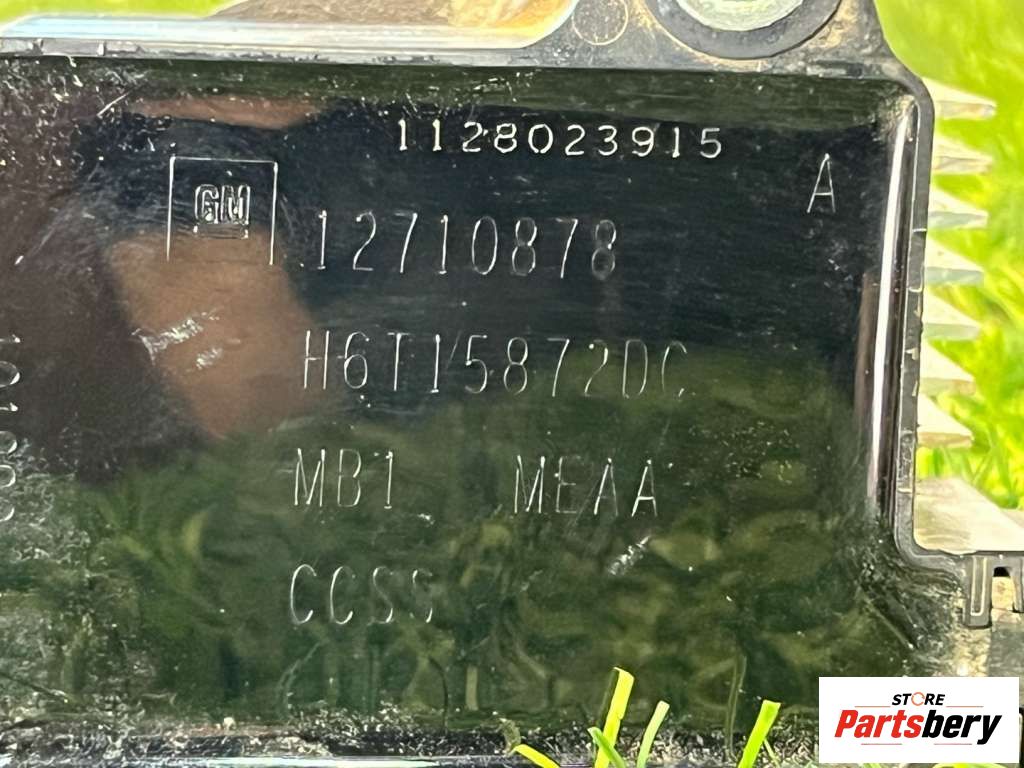 1128023915
A
GM
12710878
H6T15872DC
MB1 MEAA
CCSS
STORE
Partsbery